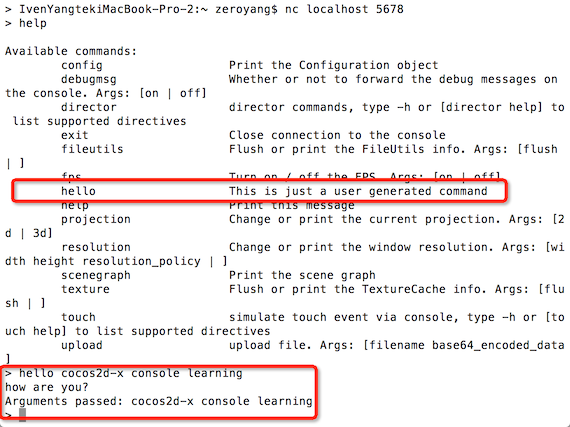 > IvenYangtekiMacBook-Pro-2:~ zeroyang$ nc localhost 5678
> help
Available commands:
config Print the Configuration object
debugmsg Whether or not to forward the debug messages on
the console. Args: [on | off]
director director commands, type -h or [director help] to
list supported directives
exit Close connection to the console
fileutils Flush or print the FileUtils info. Args: [flush
| ]
fps Turn on / off the FPS. Args: [on | off]
hello This is just a user generated command
help Print this message
projection Change or print the current projection. Args: [2
d | 3d]
resolution Change or print the window resolution. Args: [wi
dth height resolution_policy | ]
scenegraph Print the scene graph
texture Flush or print the TextureCache info. Args: [flu
sh | ]
touch simulate touch event via console, type -h or [to
uch help] to list supported directives
upload upload file. Args: [filename base64_encoded_data
]
> hello cocos2d-x console learning
how are you?
Arguments passed: cocos2d-x console learning
>